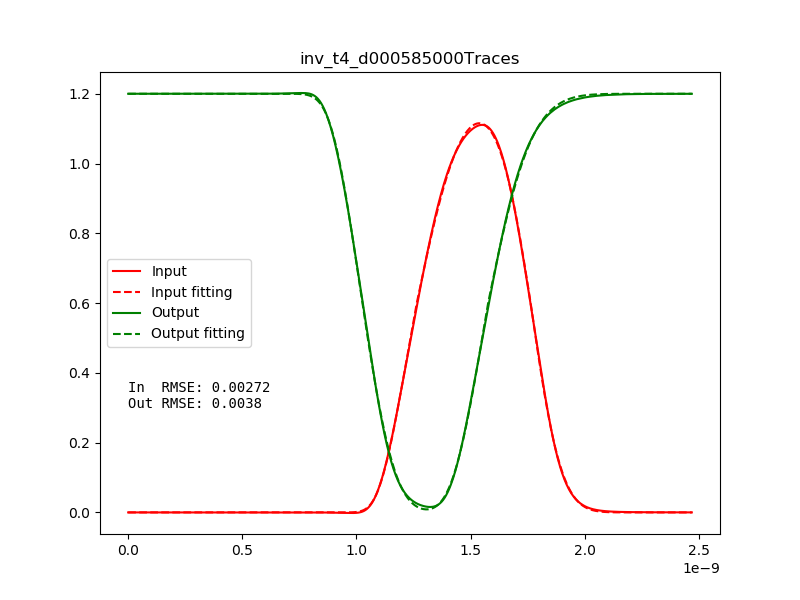 inv_t4_d000585000Traces
1.2
1.0
0.8
0.6
0.4
0.2
0.0
Input
Input fitting
Output
Output fitting
In  RMSE: 0.00272
Out RMSE: 0.0038
0.0 0.5 1.0 1.5 2.0 2.5
1e−9